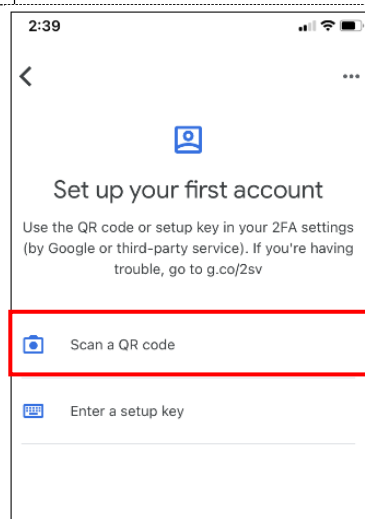 2:39
Set up your first account
Use the QR code or setup key in your 2FA settings
(by Google or third-party service). If you're having
trouble, go to g.co/2sv
Scan a QR code
Enter a setup key